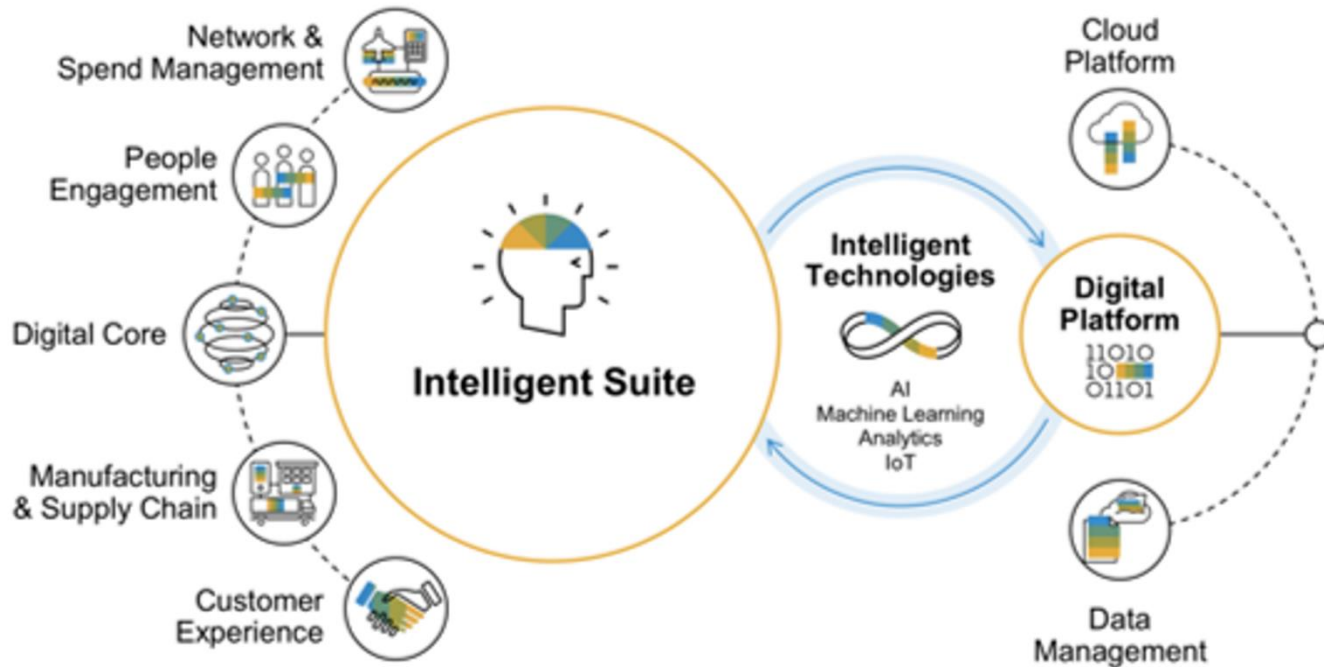 Network &
Spend Management
People
Engagement
Digital Core
Manufacturing
& Supply Chain
Customer
Experience
Intelligent Suite
Intelligent
Technologies
AI
Machine Learning
Analytics
IoT
Cloud
Platform
Digital
Platform
11010
10
01101
Data
Management